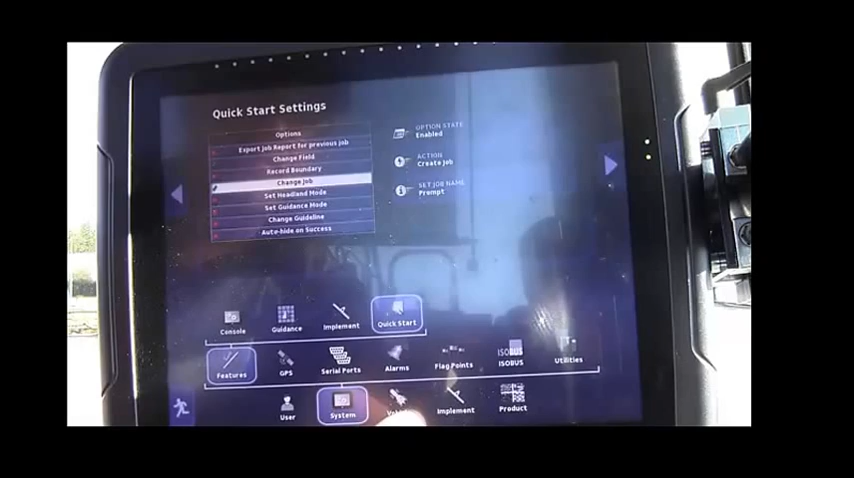 Quick Start Settings
Options
Export Job Report for previous job
Change Field
Record Boundary
Change Job
Set Headland Mode
Set Guidance Mode
Change Guideline
Auto-hide on Success
OPTION STATE
Enabled
ACTION
Create job
SET JOB NAME
Prompt
Console
Guidance
Implement
Quick Start
Features
GPS
Serial Ports
Alarms
Flag Points
ISOBUS
ISOBUS
Utilities
User
System
Implement
Product